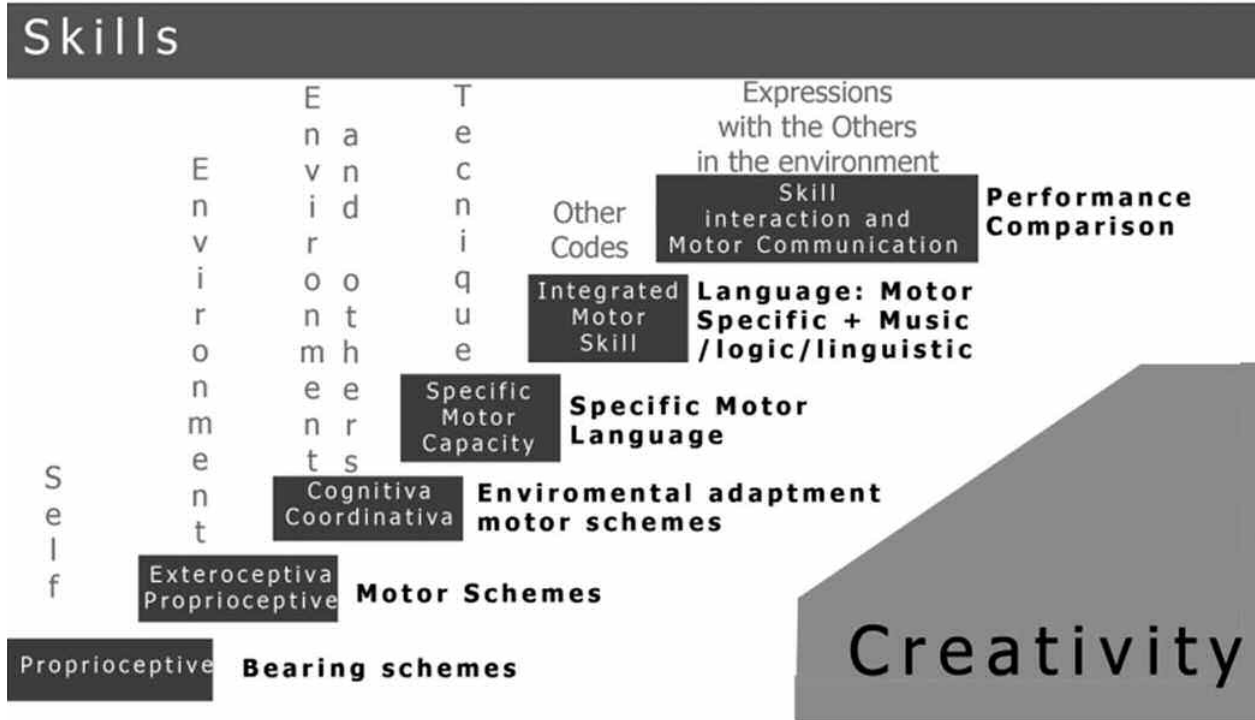 Skills
Self
Environment
Environment
and others
Tecnique
Other
Codes
Expressions
with the Others
in the environment
Skill
interaction and
Motor Communication
Performance
Comparison
Integrated
Motor
Skill
Language: Motor
Specific + Music
/logic/linguistic
Specific
Motor
Capacity
Specific Motor
Language
Cognitiva
Coordinativa
Enviromental adaptment
motor schemes
Exteroceptiva
Proprioceptive
Motor Schemes
Proprioceptive
Bearing schemes
Creativity